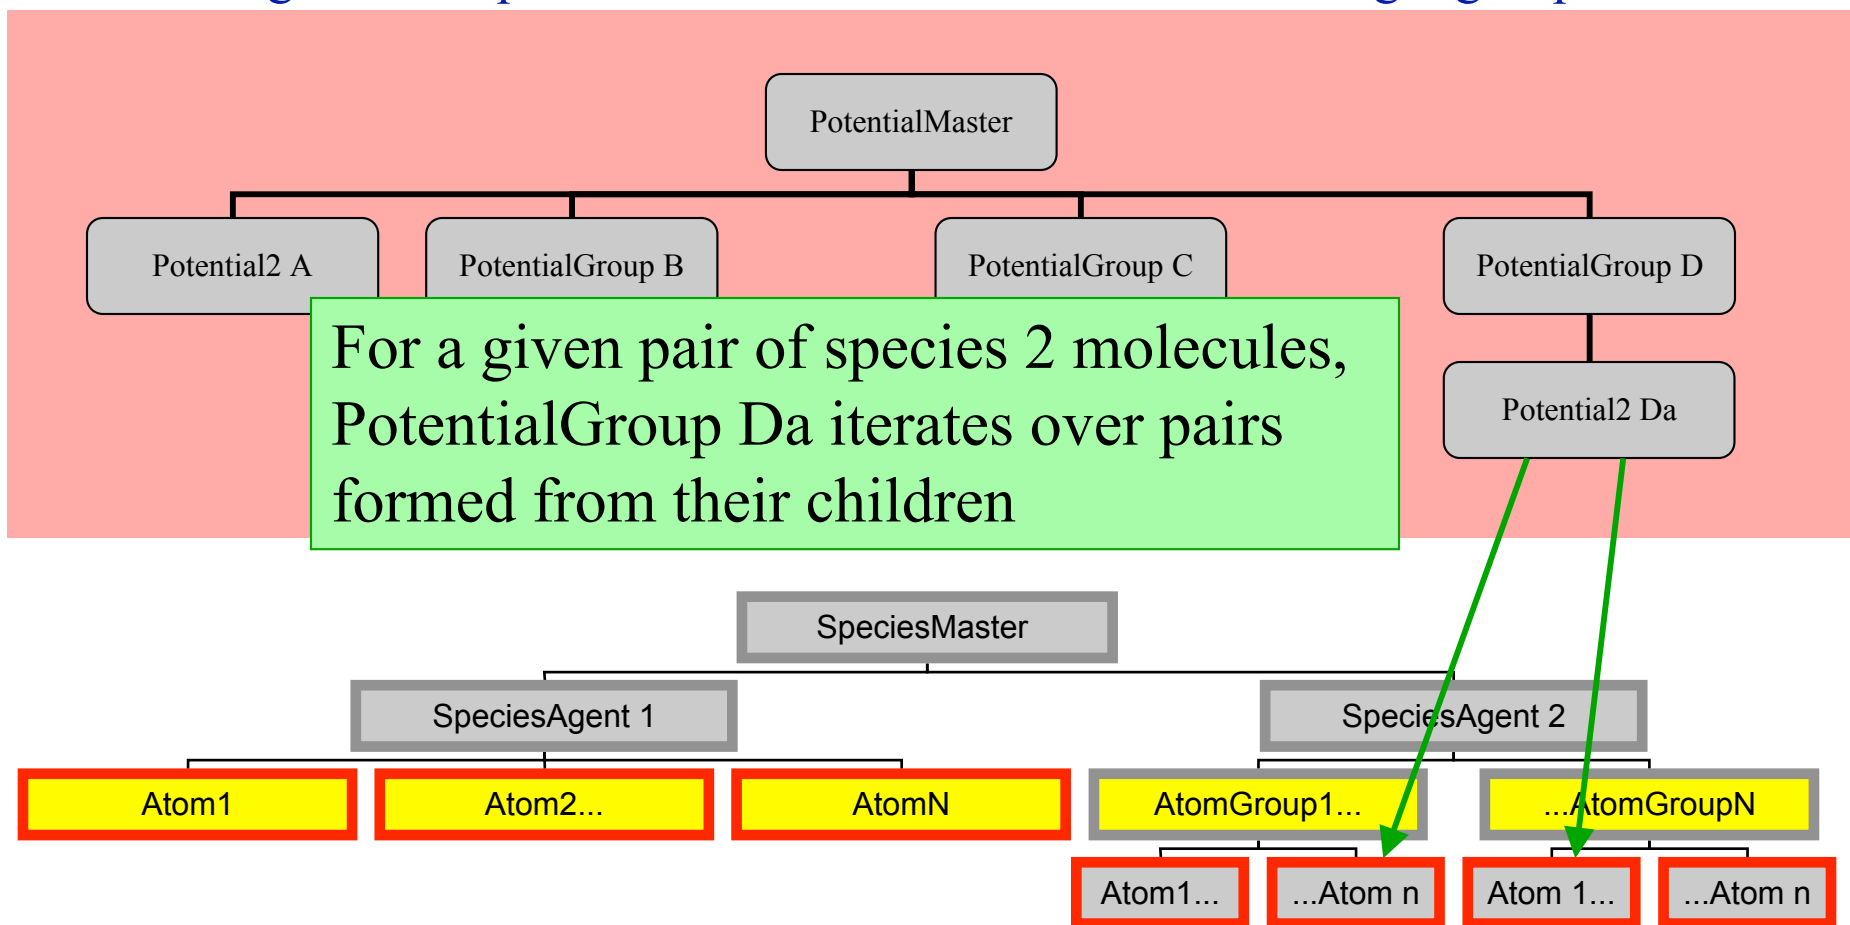 PotentialMaster
Potential2 A
PotentialGroup B
PotentialGroup C
PotentialGroup D
For a given pair of species 2 molecules,
PotentialGroup Da iterates over pairs
formed from their children
Potential2 Da
SpeciesMaster
SpeciesAgent 1
SpeciesAgent 2
Atom1
Atom2...
AtomN
AtomGroup1...
...AtomGroupN
Atom1...
...Atom n
Atom 1...
...Atom n